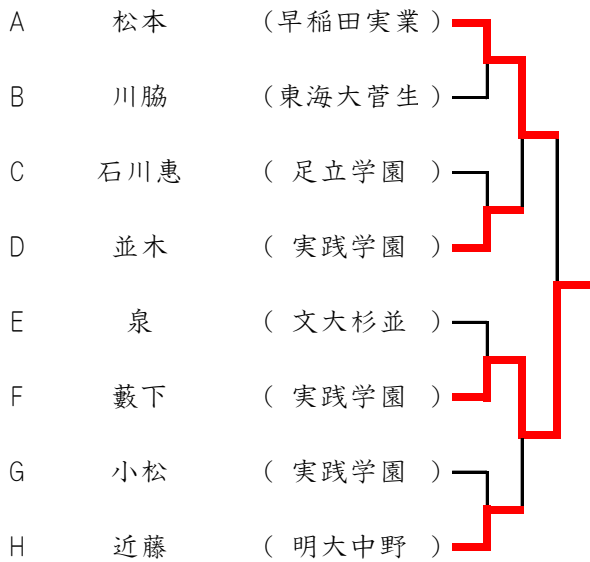 A 松本 (早稲田実業)
B 川脇 (東海大菅生)
C 石川惠 ( 足立学園 )
D 並木 ( 実践学園 )
E 泉 ( 文大杉並 )
F 藪下 ( 実践学園 )
G 小松 ( 実践学園 )
H 近藤 ( 明大中野 )